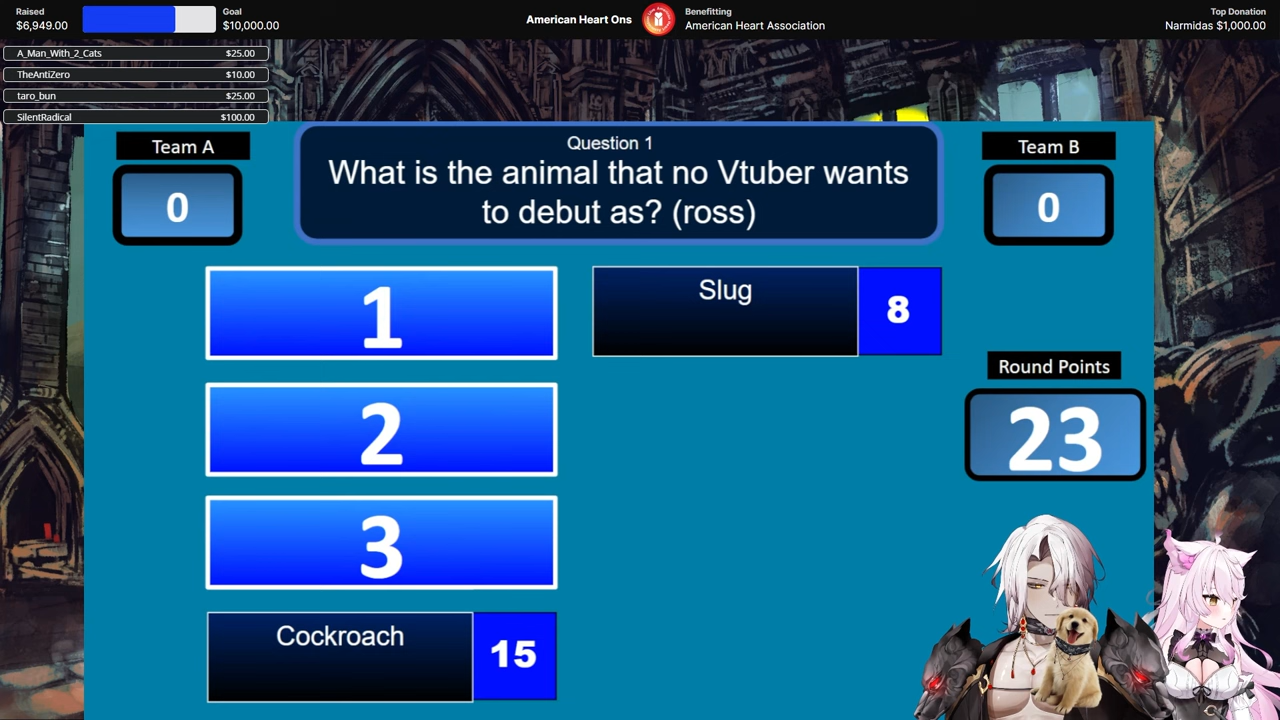 Raised
$6,949.00
Goal
$10,000.00
American Heart Ons
Benefitting
American Heart Association
Top Donation
Narmidas $1,000.00
A_Man_With_2_Cats $25.00
TheAntiZero $10.00
taro_bun $25.00
SilentRadical $100.00
Team A
0
Question 1
What is the animal that no Vtuber wants
to debut as? (ross)
Team B
0
1
2
3
Cockroach 15
Slug 8
Round Points
23